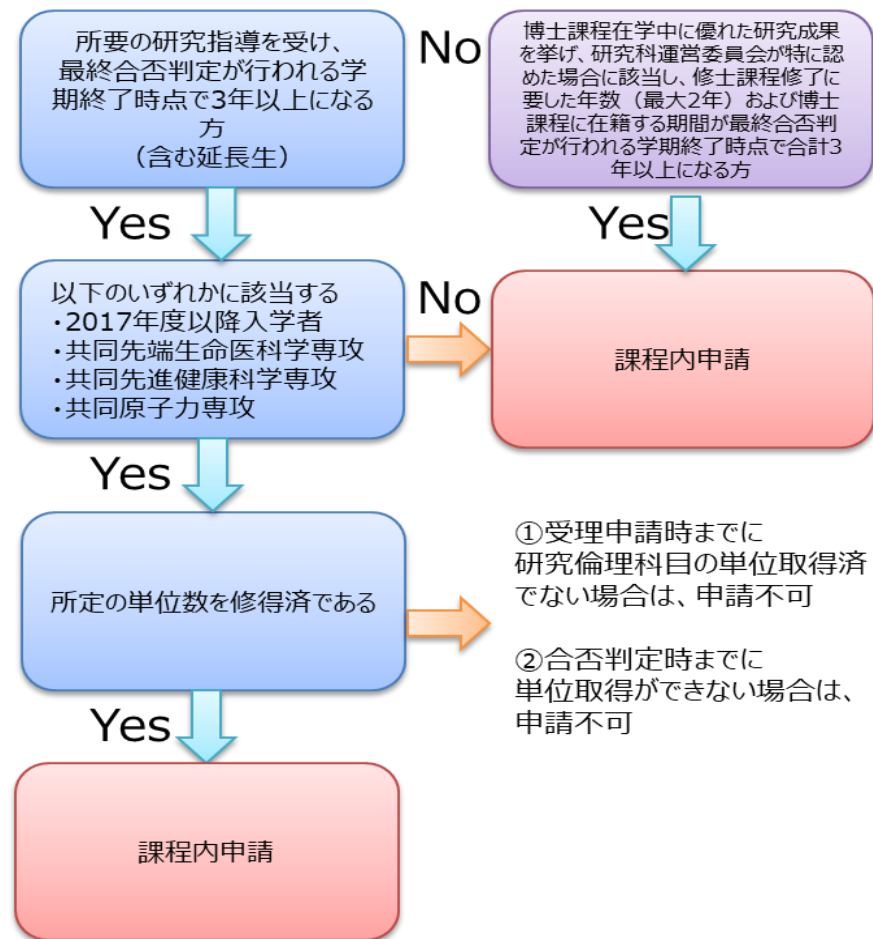 所要の研究指導を受け、
最終合否判定が行われる学
期終了時点で3年以上になる
方
（含む延長生）
No
博士課程在学中に優れた研究成果
を挙げ、研究科運営委員会が特に認
めた場合に該当し、修士課程修了に
要した年数（最大2年）および博士
課程に在籍する期間が最終合否判
定が行われる学期終了時点で合計3
年以上になる方
Yes
Yes
以下のいずれかに該当する
・2017年度以降入学者
・共同先端生命医科学専攻
・共同先進健康科学専攻
・共同原子力専攻
No
課程内申請
Yes
所定の単位数を修得済である
①受理申請時までに
研究倫理科目の単位取得済
でない場合は、申請不可
②合否判定時までに
単位取得ができない場合は、
申請不可
Yes
課程内申請